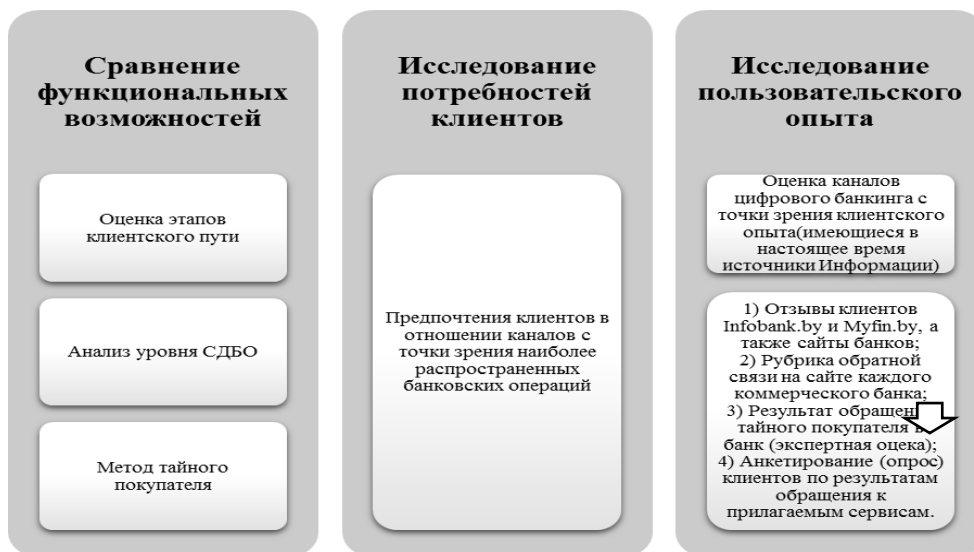 Сравнение
функциональных
возможностей
Оценка этапов
клиентского пути
Анализ уровня СДБО
Метод тайного
покупателя
Исследование
потребностей
клиентов
Предпочтения клиентов в
отношении каналов с
точки зрения наиболее
распространенных
банковских операций
Исследование
пользовательского
опыта
Оценка каналов
цифрового банкинга с
точки зрения клиентского
опыта(имеющиеся в
настоящее время
источники Информации)
1) Отзывы клиентов
Infobank.by и Myfin.by, а
также сайты банков;
2) Рубрика обратной
связи на сайте каждого
коммерческого банка;
3) Результат
тайного покупателя в
банк (экспертная оцека);
4) Анкетирование (опрос)
клиентов по результатам
обращения к
прилагаемым сервисам.